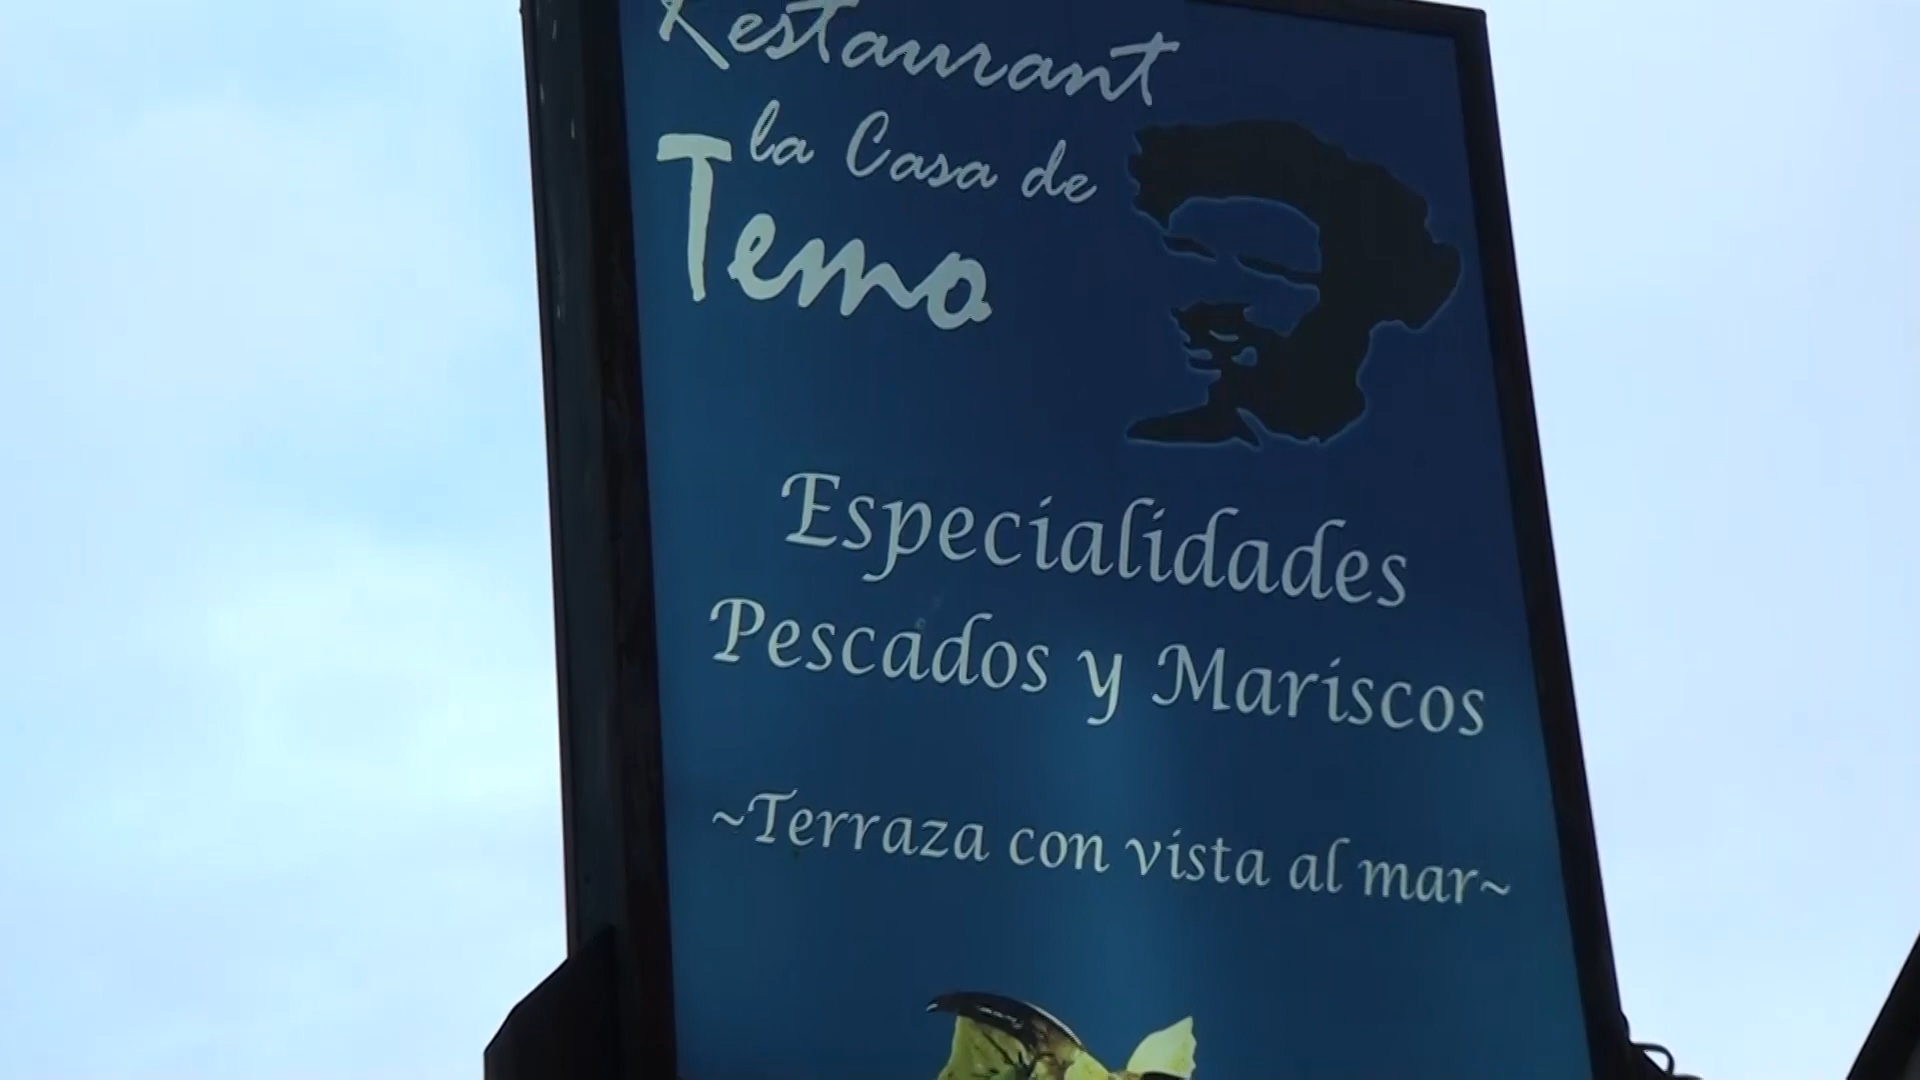 Restaurant
la Casa de
Temo
Especialidades
Pescados y Mariscos
~Terraza con vista al mar~